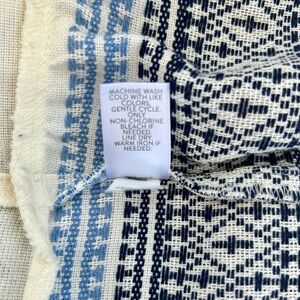 MACHINE WASH
COLD WITH LIKE
COLORS,
GENTLE CYCLE.
ONLY
NON-CHLORINE
BLEACH IF
NEEDED.
LINE DRY.
WARM IRON IF
NEEDED.